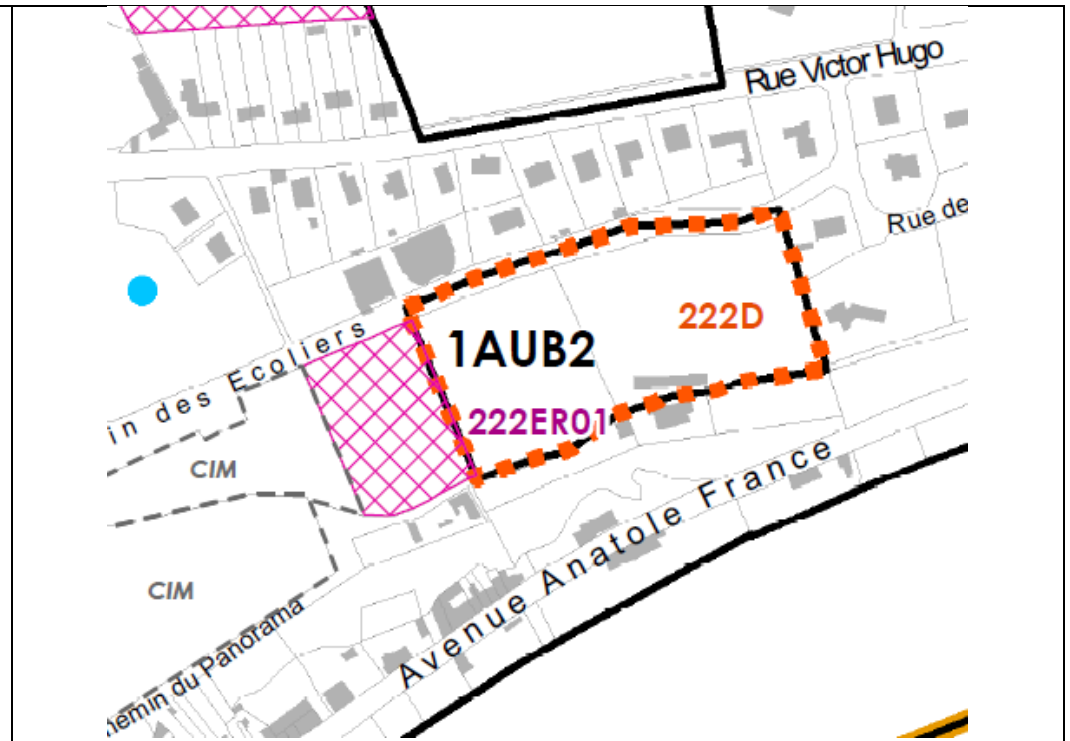 Rue Victor Hugo
Rue de
222D
1AUB2
in des Ecoliers
222ER01
CIM
Avenue Anatole France
CIM
hemin du Panorama